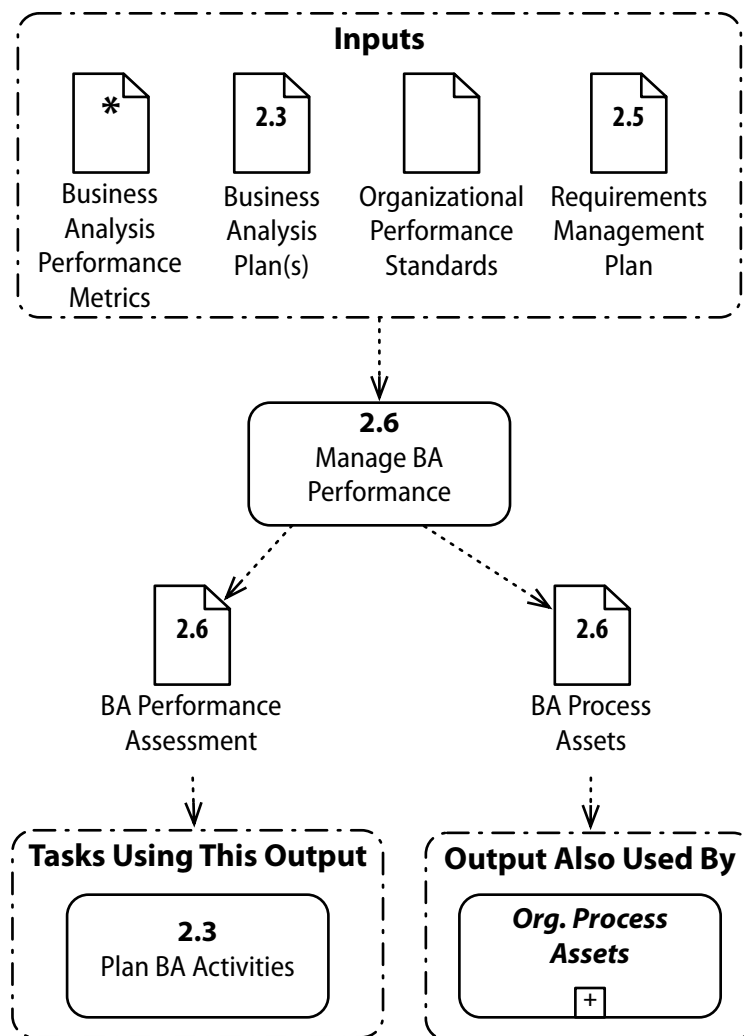 Inputs
*
2.3
2.5
Business
Analysis
Performance
Metrics
Business
Analysis
Plan(s)
Organizational
Performance
Standards
Requirements
Management
Plan
2.6
Manage BA
Performance
2.6
2.6
BA Performance
Assessment
BA Process
Assets
Tasks Using This Output
2.3
Plan BA Activities
Output Also Used By
Org. Process
Assets
+